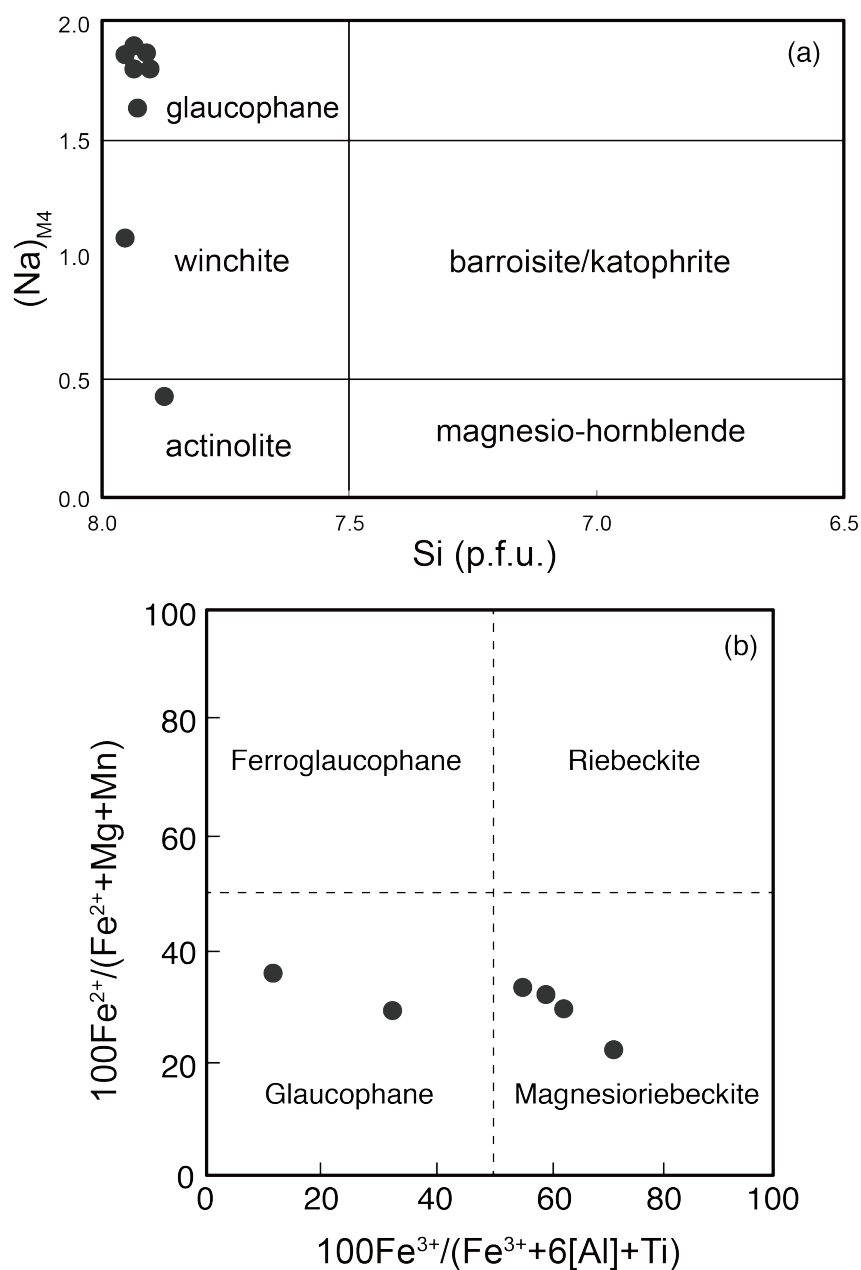 2.0
(a)
glaucophane
1.5
(Na)M4
1.0
winchite
barroisite/katophrite
0.5
actinolite
magnesio-hornblende
0.0
8.0 7.5 7.0 6.5
Si (p.f.u.)
100
(b)
80
Ferroglaucophane
Riebeckite
60
100Fe²⁺/(Fe²⁺+Mg+Mn)
40
20
Glaucophane
Magnesioriebeckite
0
0 20 40 60 80 100
100Fe³⁺/(Fe³⁺+6[Al]+Ti)